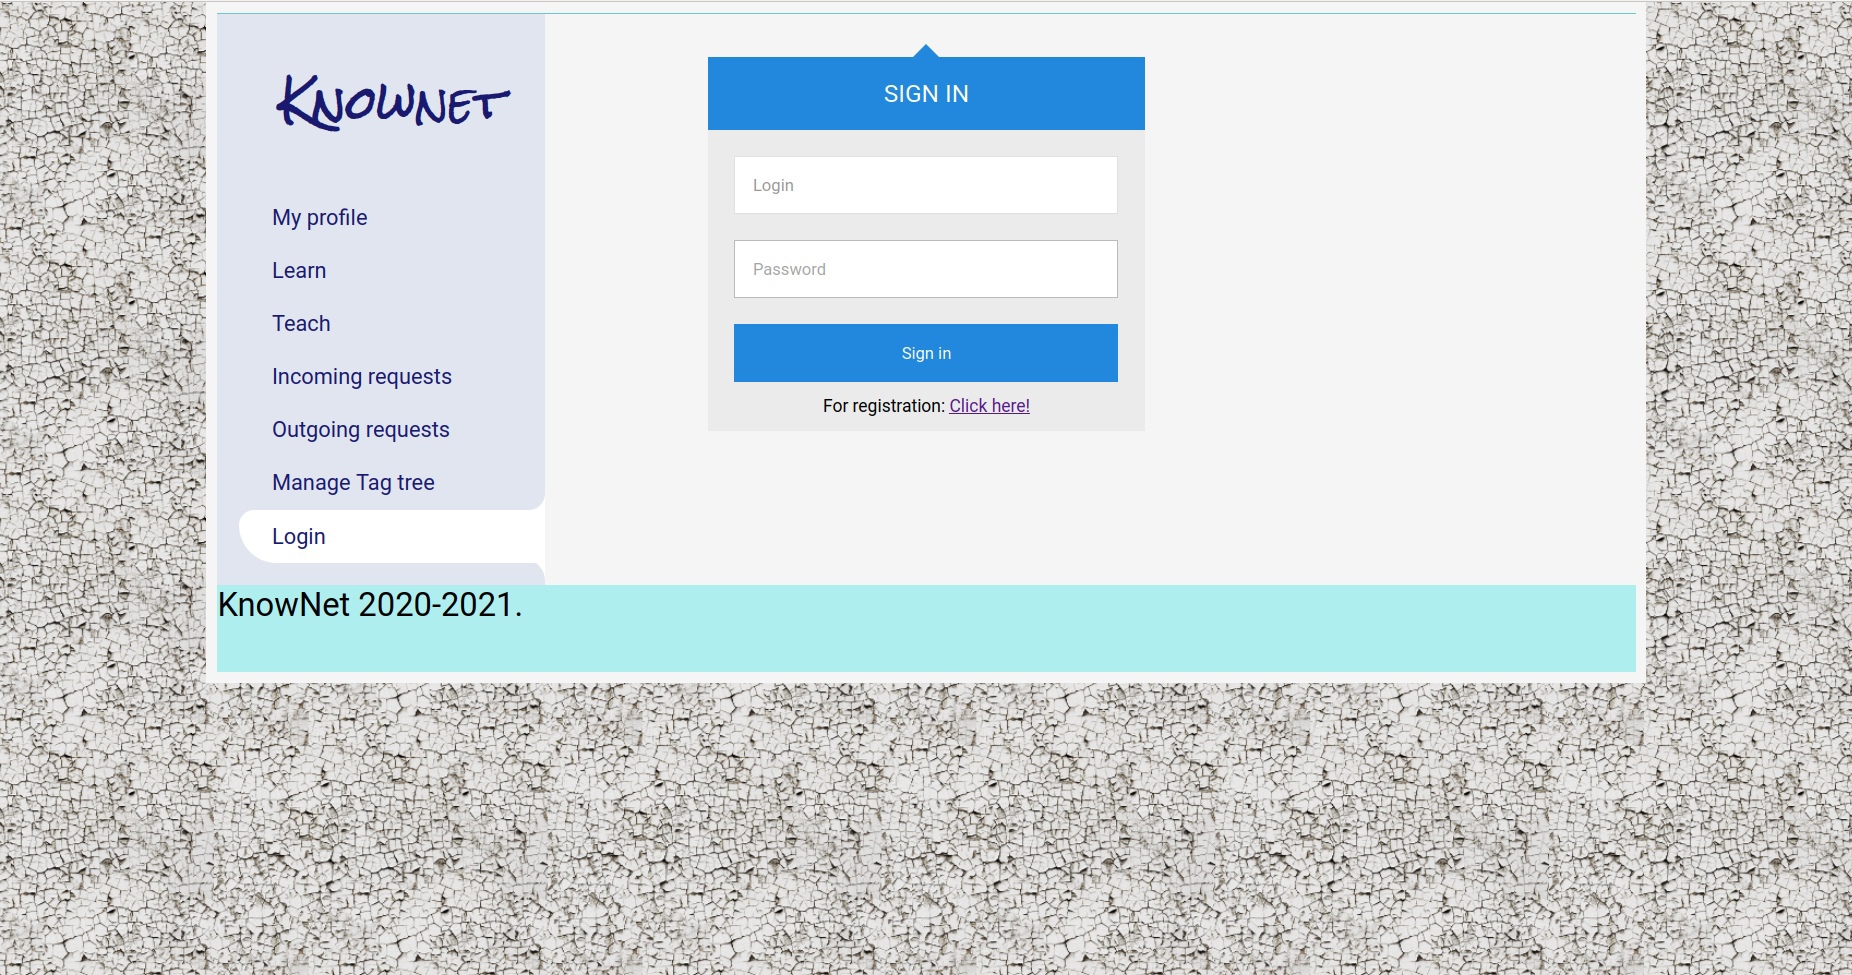 KNOWNET
My profile
Learn
Teach
Incoming requests
Outgoing requests
Manage Tag tree
Login
SIGN IN
Login
Password
Sign in
For registration: Click here!
KnowNet 2020-2021.